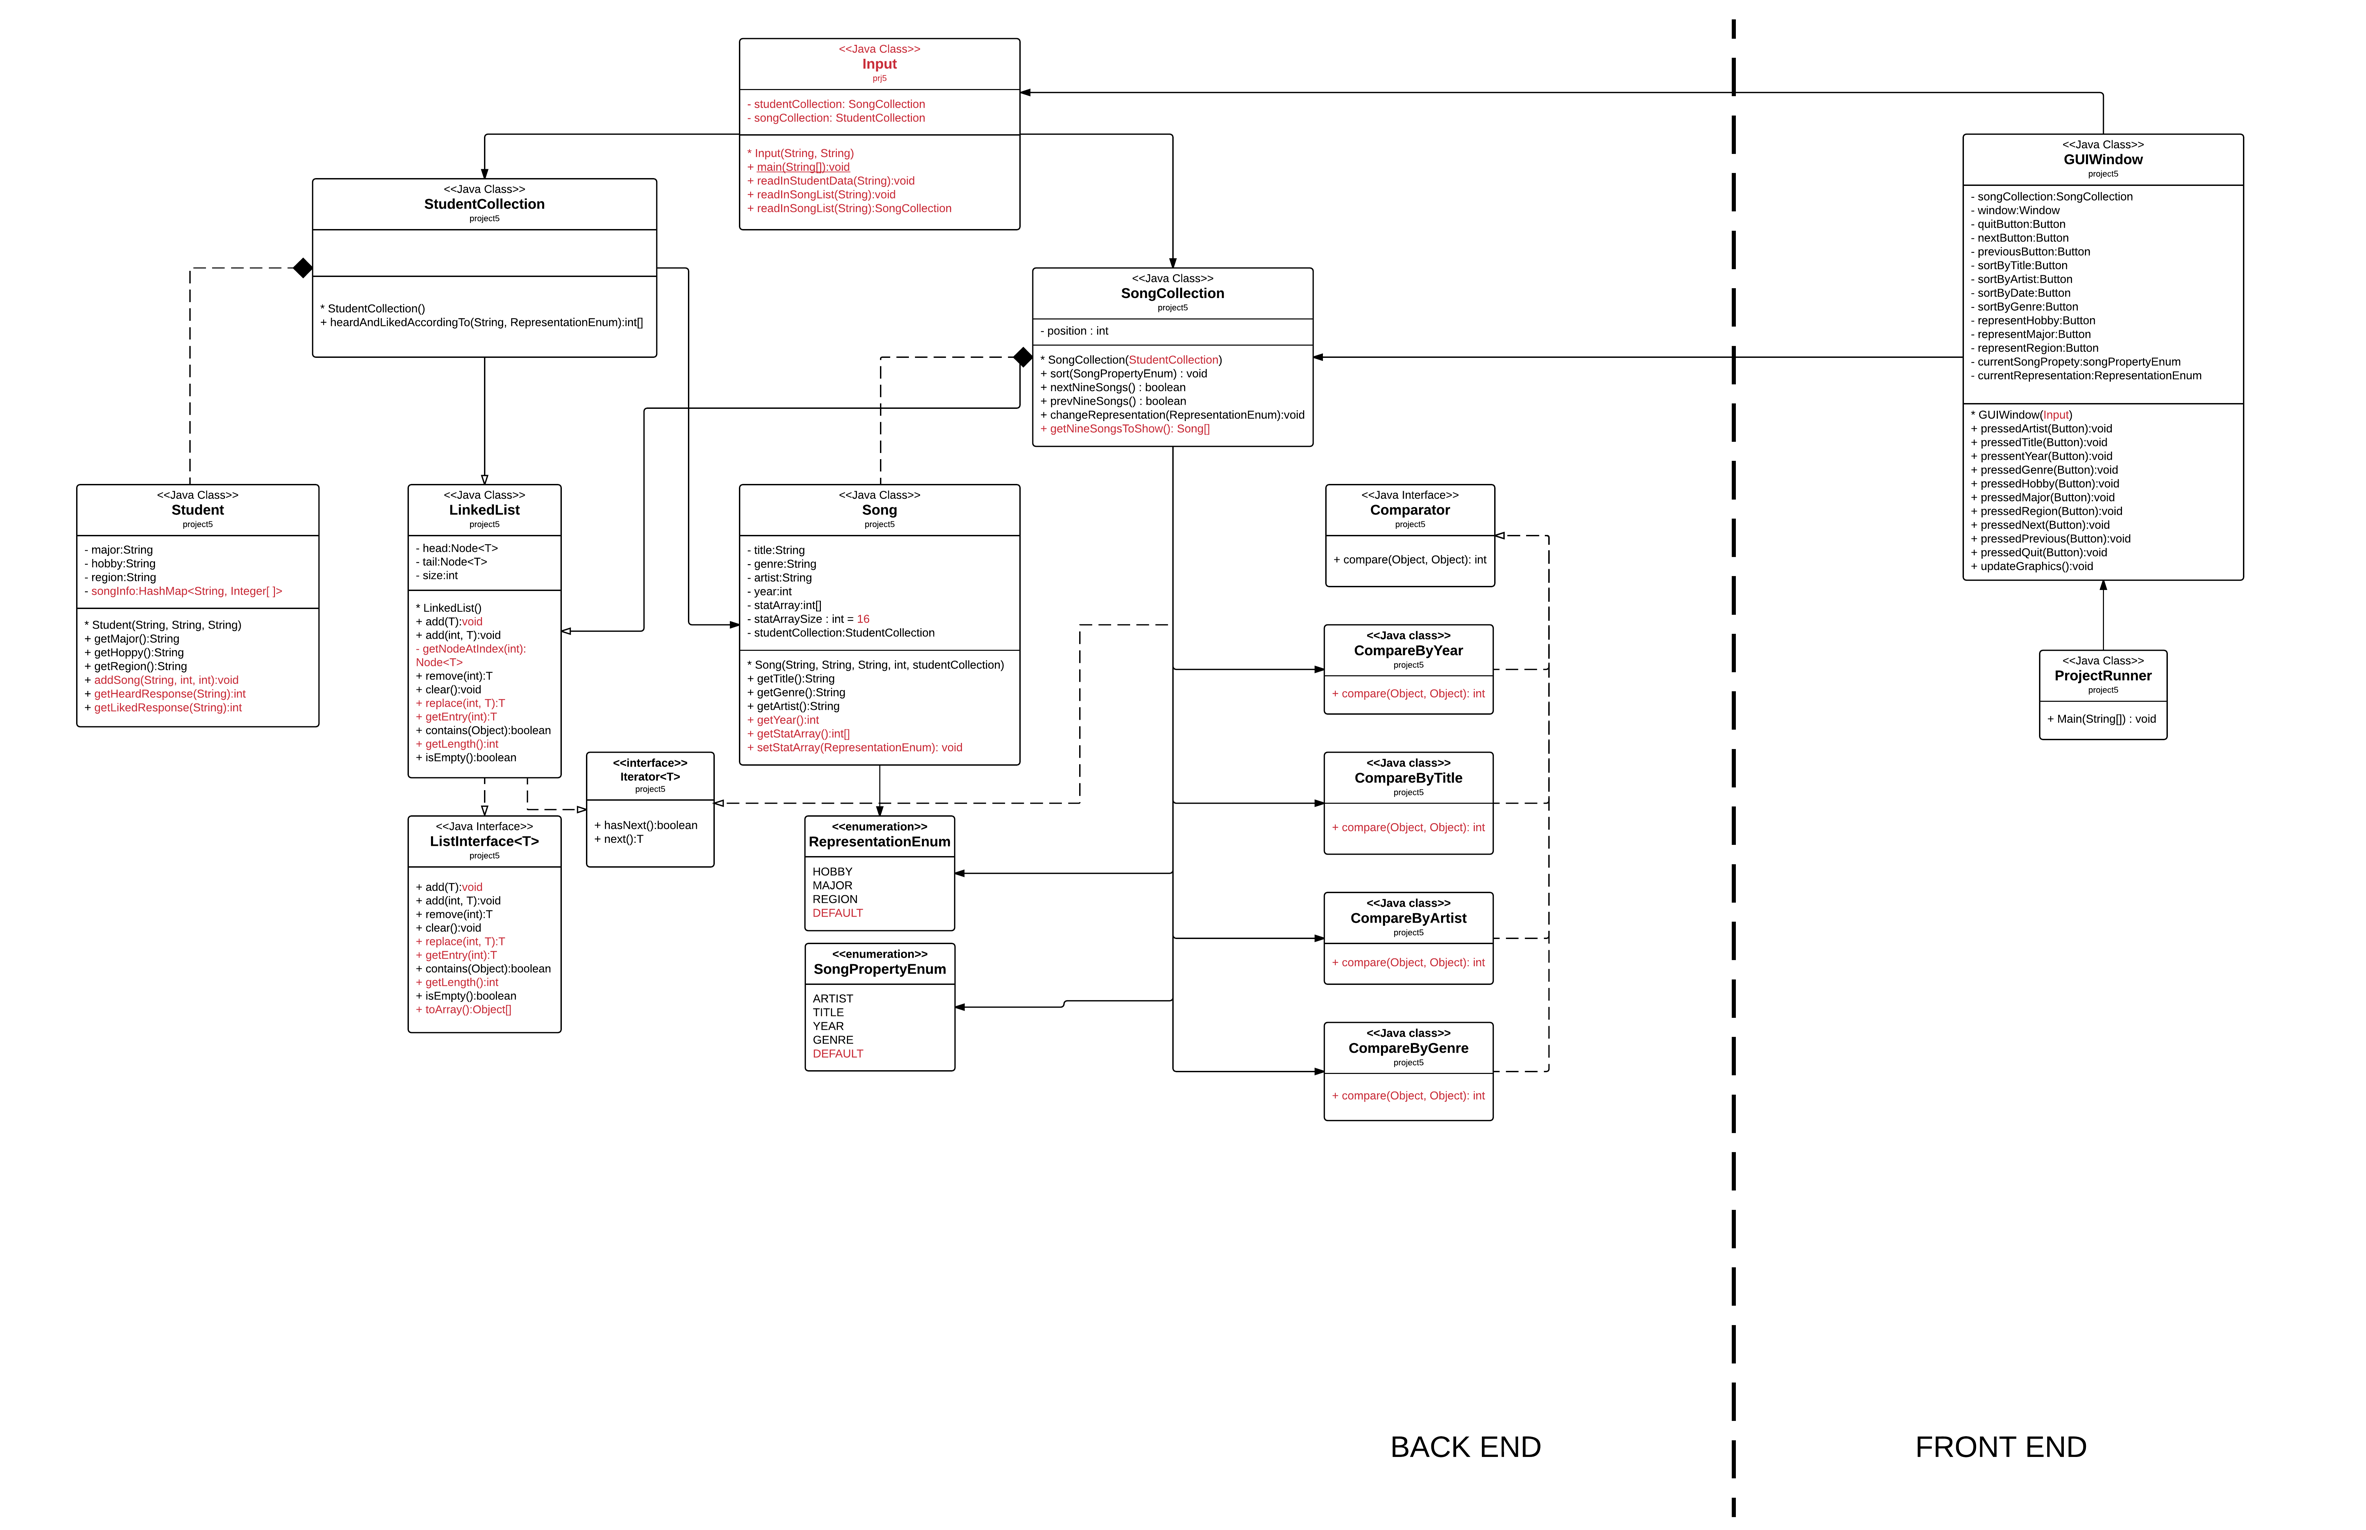 <<Java Class>>
Input
prj5
- studentCollection: SongCollection
- songCollection: StudentCollection
* Input(String, String)
+ main(String[]):void
+ readInStudentData(String):void
+ readInSongList(String):void
+ readInSongList(String):SongCollection
<<Java Class>>
GUIWindow
project5
- songCollection:SongCollection
- window:Window
- quitButton:Button
- nextButton:Button
- previousButton:Button
- sortByTitle:Button
- sortByArtist:Button
- sortByDate:Button
- sortByGenre:Button
- representHobby:Button
- representMajor:Button
- representRegion:Button
- currentSongPropety:songPropertyEnum
- currentRepresentation:RepresentationEnum
* GUIWindow(Input)
+ pressedArtist(Button):void
+ pressedTitle(Button):void
+ pressentYear(Button):void
+ pressedGenre(Button):void
+ pressedHobby(Button):void
+ pressedMajor(Button):void
+ pressedRegion(Button):void
+ pressedNext(Button):void
+ pressedPrevious(Button):void
+ pressedQuit(Button):void
+ updateGraphics():void
<<Java Class>>
StudentCollection
project5
* StudentCollection()
+ heardAndLikedAccordingTo(String, RepresentationEnum):int[]
<<Java Class>>
SongCollection
project5
- position : int
* SongCollection(StudentCollection)
+ sort(SongPropertyEnum) : void
+ nextNineSongs() : boolean
+ prevNineSongs() : boolean
+ changeRepresentation(RepresentationEnum):void
+ getNineSongsToShow(): Song[]
<<Java Class>>
Student
project5
- major:String
- hobby:String
- region:String
- songInfo:HashMap<String, Integer[ ]>
* Student(String, String, String)
+ getMajor():String
+ getHoppy():String
+ getRegion():String
+ addSong(String, int, int):void
+ getHeardResponse(String):int
+ getLikedResponse(String):int
<<Java Class>>
LinkedList
project5
- head:Node<T>
- tail:Node<T>
- size:int
* LinkedList()
+ add(T):void
+ add(int, T):void
- getNodeAtIndex(int):
Node<T>
+ remove(int):T
+ clear():void
+ replace(int, T):T
+ getEntry(int):T
+ contains(Object):boolean
+ getLength():int
+ isEmpty():boolean
<<Java Class>>
Song
project5
- title:String
- genre:String
- artist:String
- year:int
- statArray:int[]
- statArraySize : int = 16
- studentCollection:StudentCollection
* Song(String, String, String, int, studentCollection)
+ getTitle():String
+ getGenre():String
+ getArtist():String
+ getYear():int
+ getStatArray():int[]
+ setStatArray(RepresentationEnum): void
<<Java Interface>>
Comparator
project5
+ compare(Object, Object): int
<<Java class>>
CompareByYear
project5
+ compare(Object, Object): int
<<Java Class>>
ProjectRunner
project5
+ Main(String[]) : void
<<interface>>
Iterator<T>
project5
+ hasNext():boolean
+ next():T
<<Java class>>
CompareByTitle
project5
+ compare(Object, Object): int
<<Java Interface>>
ListInterface<T>
project5
+ add(T):void
+ add(int, T):void
+ remove(int):T
+ clear():void
+ replace(int, T):T
+ getEntry(int):T
+ contains(Object):boolean
+ getLength():int
+ isEmpty():boolean
+ toArray():Object[]
<<enumeration>>
RepresentationEnum
HOBBY
MAJOR
REGION
DEFAULT
<<Java class>>
CompareByArtist
project5
+ compare(Object, Object): int
<<enumeration>>
SongPropertyEnum
ARTIST
TITLE
YEAR
GENRE
DEFAULT
<<Java class>>
CompareByGenre
project5
+ compare(Object, Object): int
BACK END
FRONT END